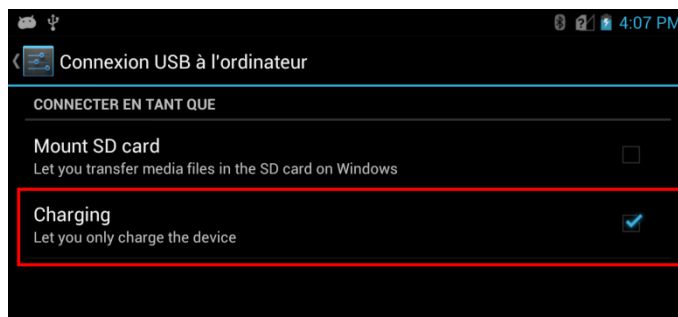 4:07 PM
Connexion USB à l'ordinateur
CONNECTER EN TANT QUE
Mount SD card
Let you transfer media files in the SD card on Windows
Charging
Let you only charge the device